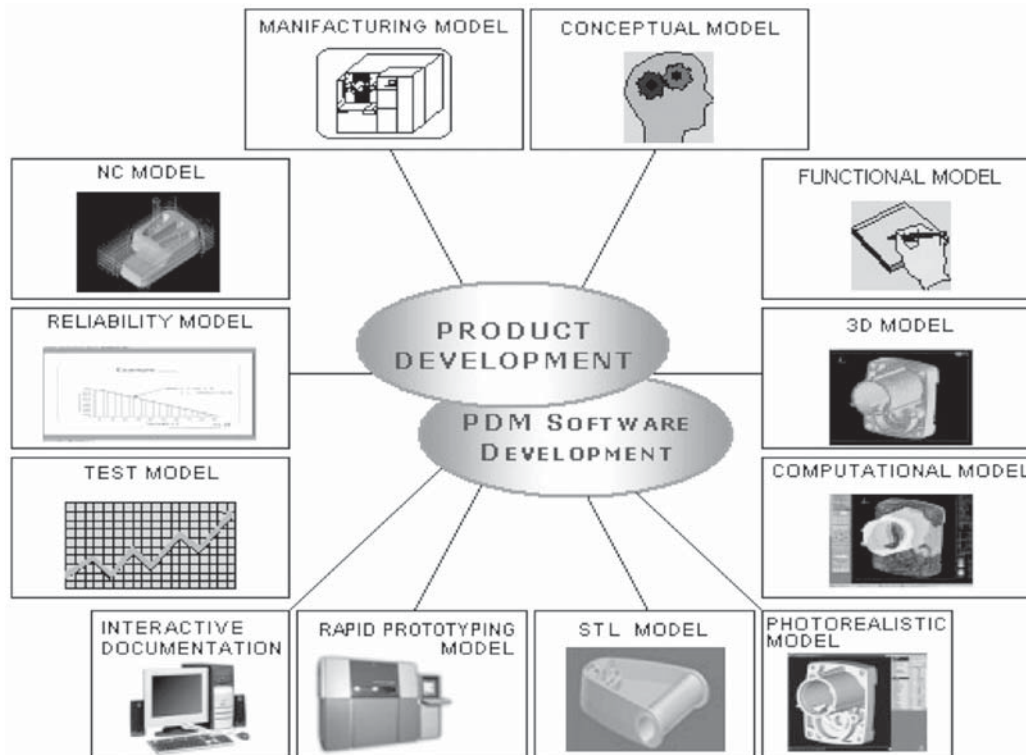 MANIFACTURING MODEL
CONCEPTUAL MODEL
NC MODEL
FUNCTIONAL MODEL
RELIABILITY MODEL
3D MODEL
PRODUCT
DEVELOPMENT
PDM SOFTWARE
DEVELOPMENT
TEST MODEL
COMPUTATIONAL MODEL
INTERACTIVE
DOCUMENTATION
RAPID PROTOTYPING
MODEL
STL MODEL
PHOTOREALISTIC
MODEL